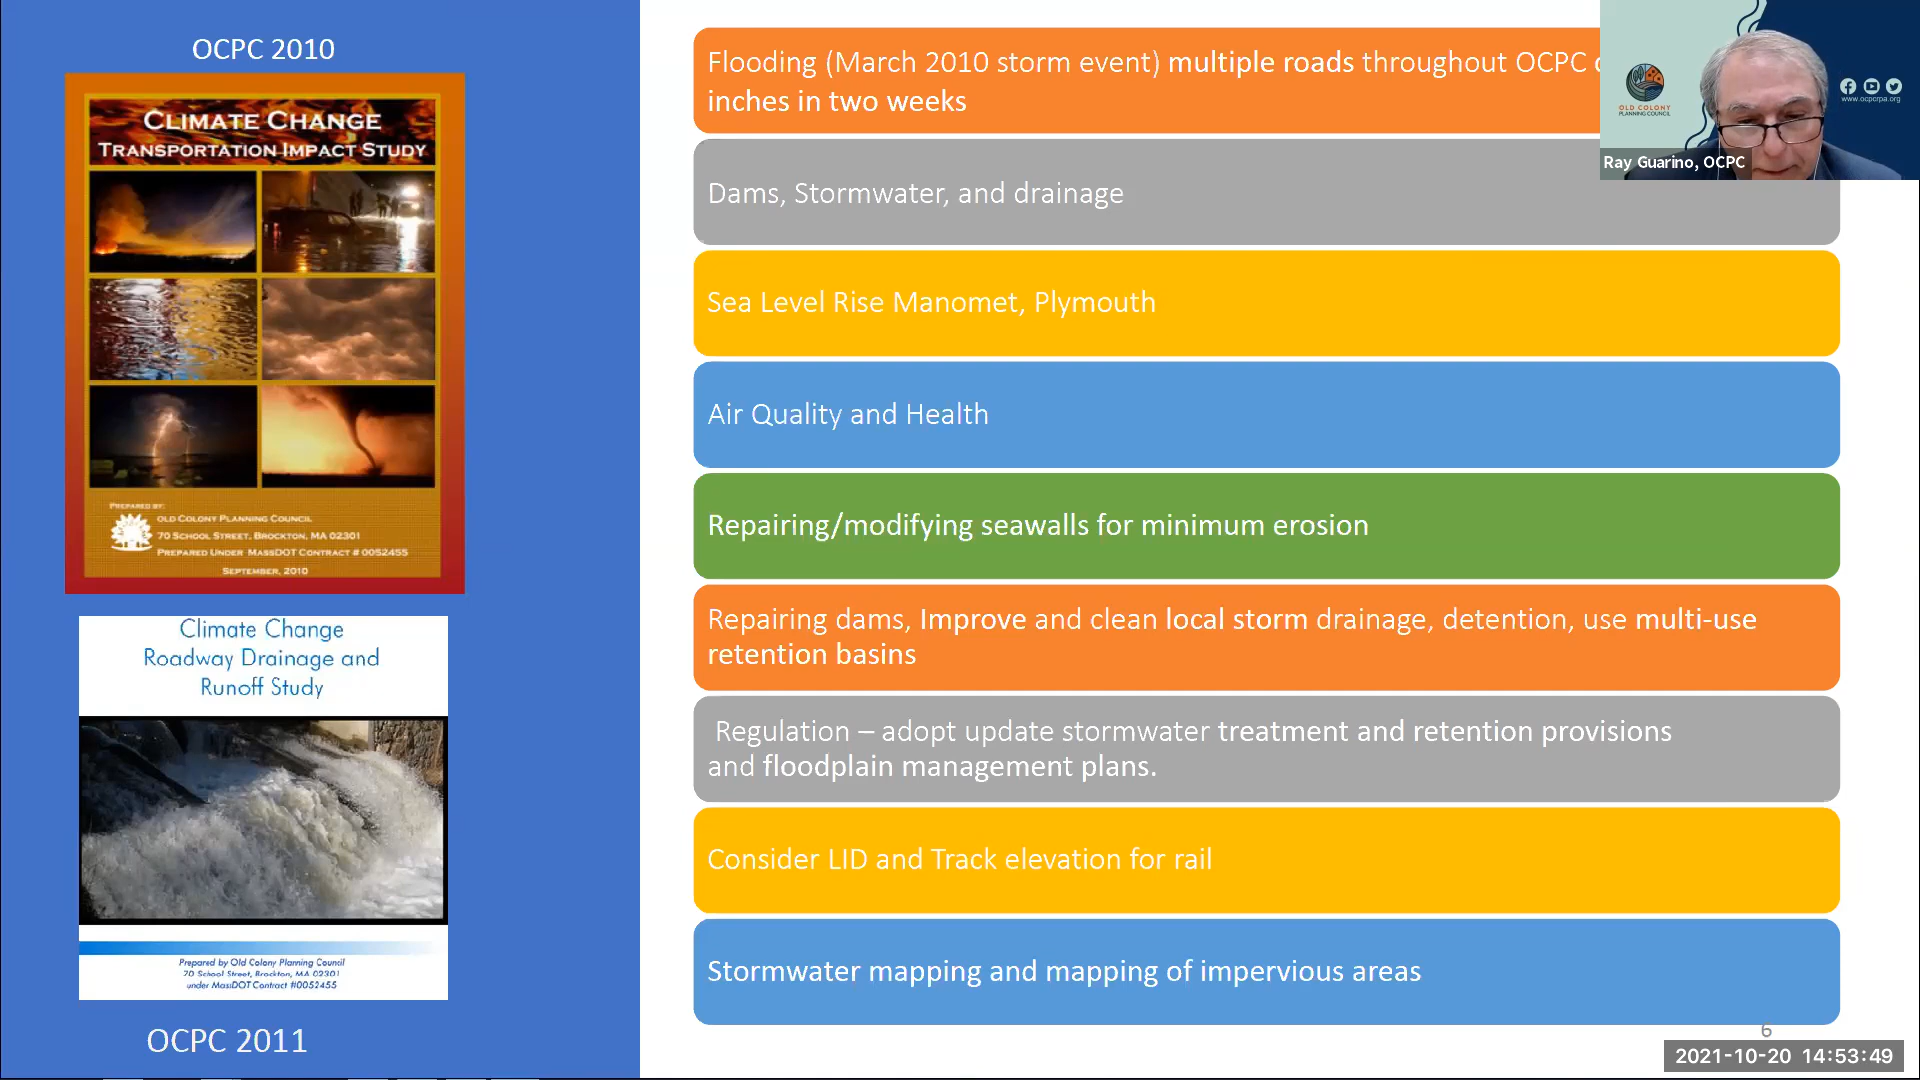 OCPC 2010
CLIMATE CHANGE
TRANSPORTATION IMPACT STUDY
PREPARED BY:
OLD COLONY PLANNING COUNCIL
70 SCHOOL STREET, BROCKTON, MA 02301
PREPARED UNDER MASSDOT CONTRACT # 0052455
SEPTEMBER, 2010
Climate Change
Roadway Drainage and
Runoff Study
Prepared by Old Colony Planning Council
70 School Street, Brockton, MA 02301
under MassDOT Contract #0052455
OCPC 2011
Flooding (March 2010 storm event) multiple roads throughout OCPC
inches in two weeks
Dams, Stormwater, and drainage
Sea Level Rise Manomet, Plymouth
Air Quality and Health
Repairing/modifying seawalls for minimum erosion
Repairing dams, Improve and clean local storm drainage, detention, use multi-use
retention basins
Regulation – adopt update stormwater treatment and retention provisions
and floodplain management plans.
Consider LID and Track elevation for rail
Stormwater mapping and mapping of impervious areas
6
OLD COLONY
PLANNING COUNCIL
www.ocpcrpa.org
Ray Guarino, OCPC
2021-10-20 14:53:49